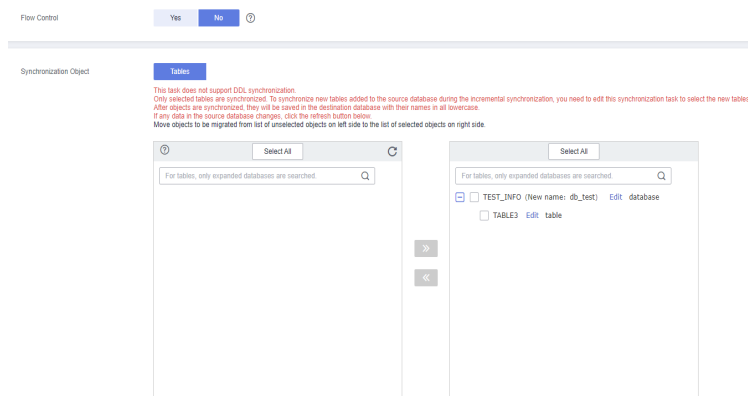 Flow Control
Yes
No
Synchronization Object
Tables
This task does not support DDL synchronization.
Only selected tables are synchronized. To synchronize new tables added to the source database during the incremental synchronization, you need to edit this synchronization task to select the new tables
After objects are synchronized, they will be saved in the destination database with their names in all lowercase.
If any data in the source database changes, click the refresh button below.
Move objects to be migrated from list of unselected objects on left side to the list of selected objects on right side.
Select All
For tables, only expanded databases are searched.
Select All
For tables, only expanded databases are searched.
TEST_INFO (New name: db_test) Edit database
TABLE3 Edit table